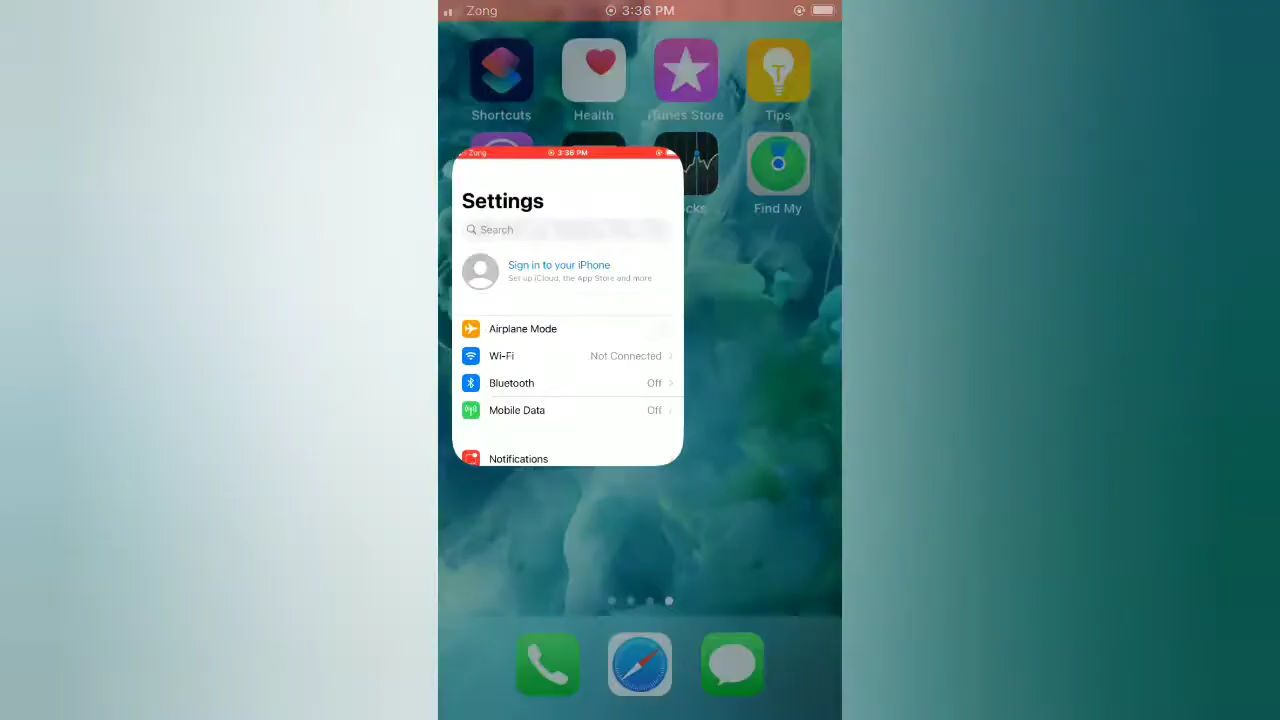 Zong 3:36 PM
Shortcuts Health iTunes Store Tips
Find My
Zong 3:36 PM
Settings
Search
Sign in to your iPhone
Set up iCloud, the App Store and more
Airplane Mode
Wi-Fi Not Connected
Bluetooth Off
Mobile Data Off
Notifications